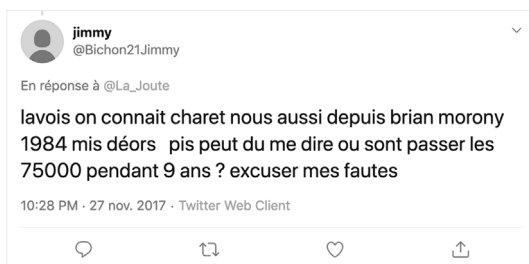 jimmy
@Bichon21Jimmy
En réponse à @La_Joute
lavois on connait charet nous aussi depuis brian morony
1984 mis déors pis peut du me dire ou sont passer les
75000 pendant 9 ans ? excuser mes fautes
10:28 PM · 27 nov. 2017 · Twitter Web Client